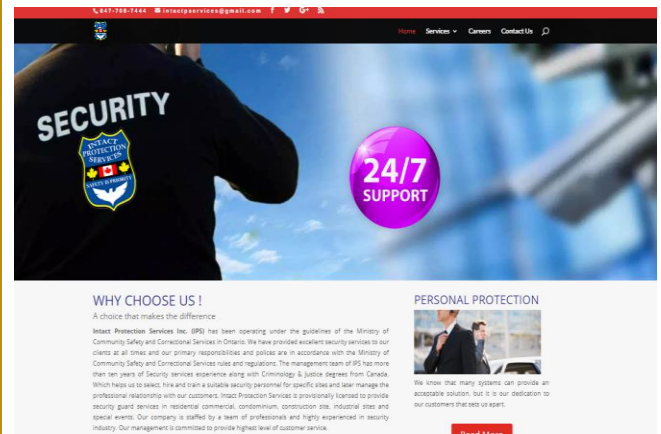 647-708-7444 intactpservices@gmail.com
Home Services Careers Contact Us
SECURITY
INTACT
PROTECTION
SERVICES
SAFETY IS PRIORITY
24/7
SUPPORT
WHY CHOOSE US !
A choice that makes the difference
Intact Protection Services Inc. (IPS) has been operating under the guidelines of the Ministry of
Community Safety and Correctional Services in Ontario. We have provided excellent security services to our
clients at all times and our primary responsibilities and polices are in accordance with the Ministry of
Community Safety and Correctional Services rules and regulations. The management team of IPS has more
than ten years of Security services experience along with Criminology & Justice degrees from Canada.
Which helps us to select, hire and train a suitable security personnel for specific sites and later manage the
professional relationship with our customers. Intact Protection Services is provisionally licensed to provide
security guard services in residential commercial, condominium, construction site, industrial sites and
special events. Our company is staffed by a team of professionals and highly experienced in security
industry. Our management is committed to provide highest level of customer service.
PERSONAL PROTECTION
We know that many systems can provide an
acceptable solution, but it is our dedication to
our customers that sets us apart.
Read More